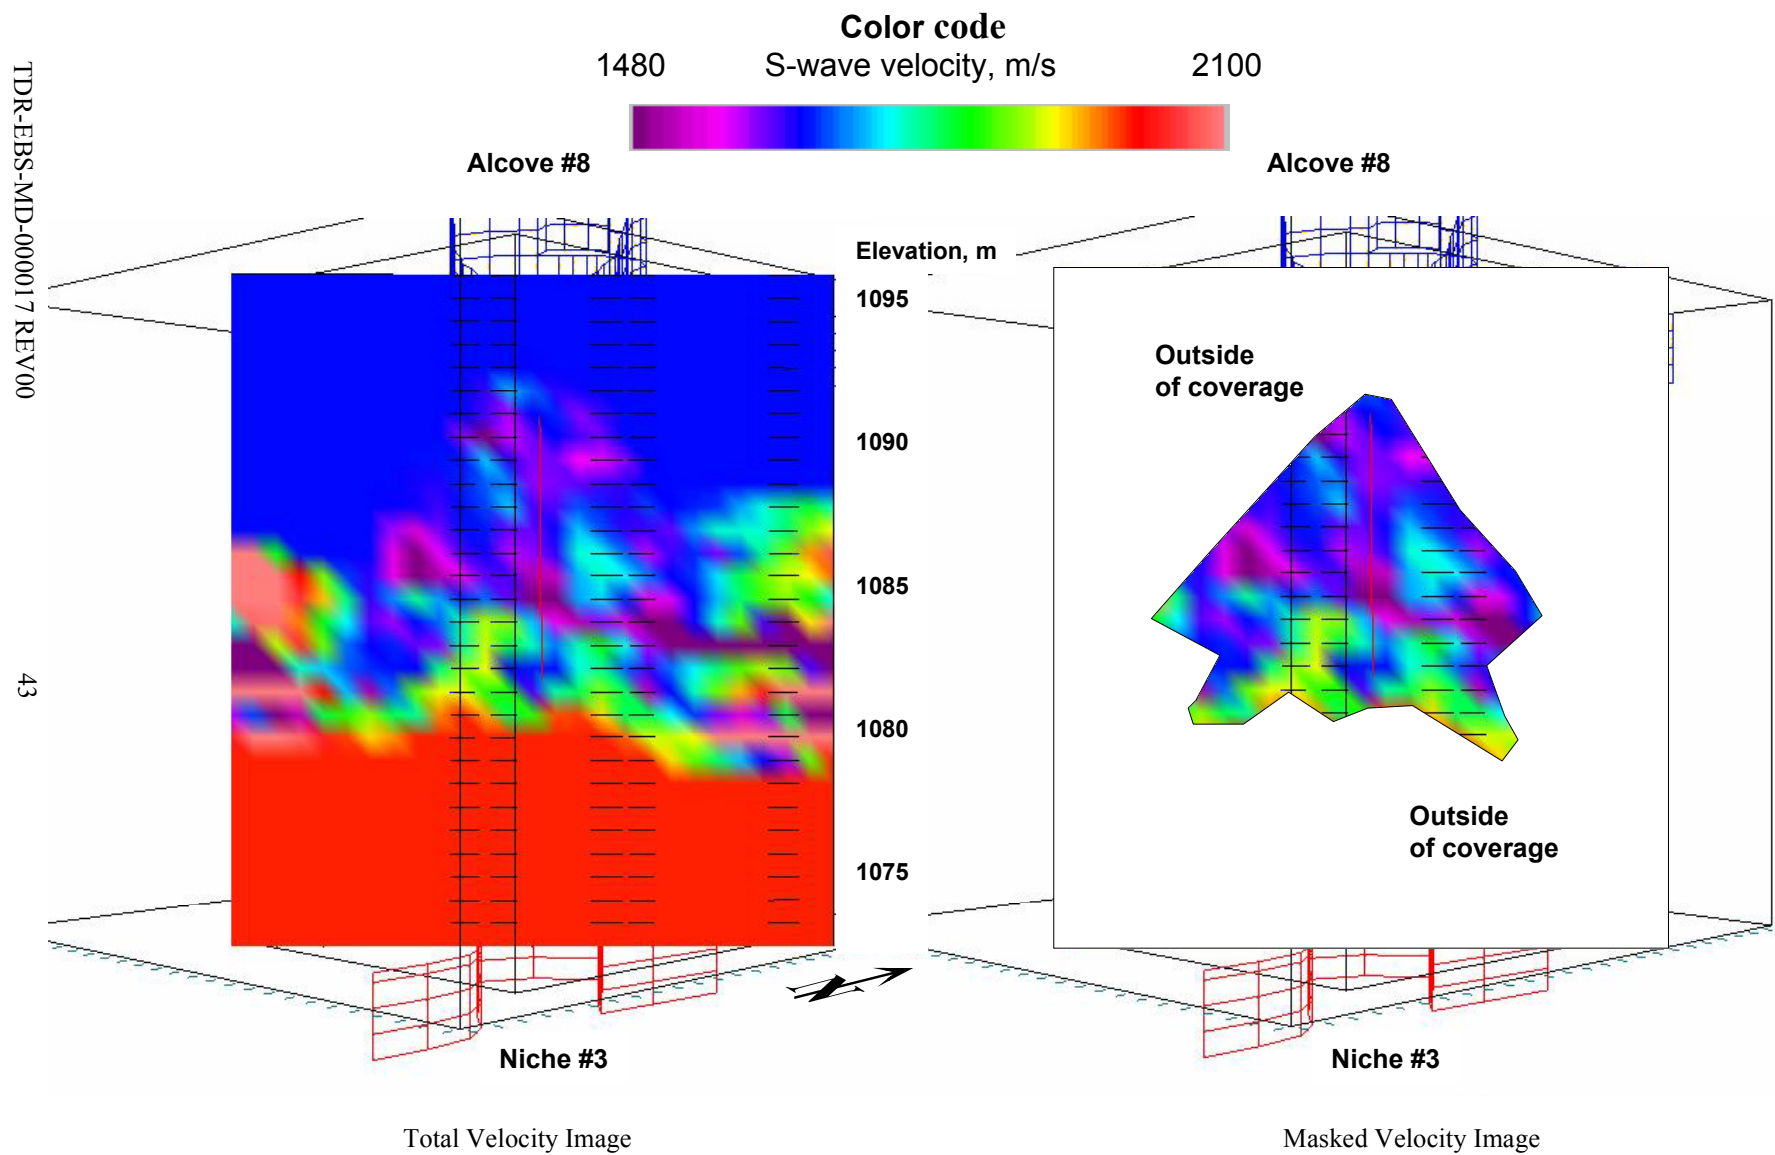 Color code
1480 S-wave velocity, m/s 2100
Alcove #8
Alcove #8
Elevation, m
1095
1090
1085
1080
1075
Outside
of coverage
Outside
of coverage
Niche #3
Niche #3
Total Velocity Image
Masked Velocity Image
TDR-EBS-MD-000017 REV00
43